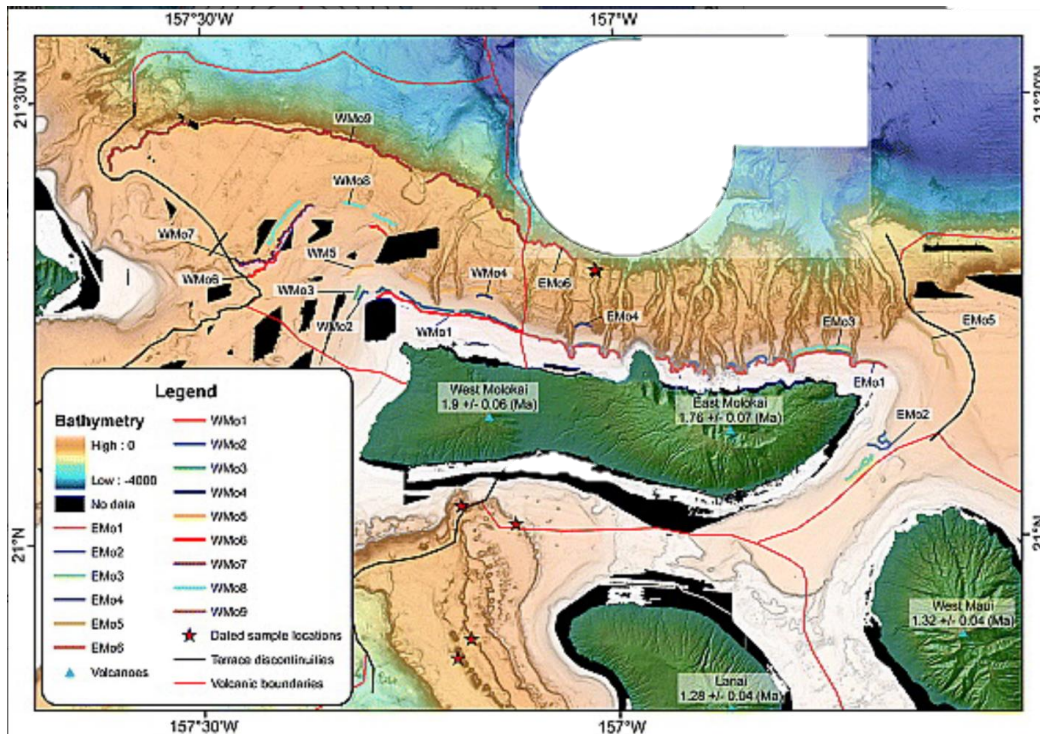 157°30'W
157°W
21°30'N
21°30'N
WMo9
WMo8
WMo7
WM5
WMo6
WMo4
EMo6
WMo3
EMo4
WMo2
WMo1
EMo3
EMo5
EMo1
West Molokai
1.9 +/- 0.06 (Ma)
East Molokai
1.76 +/- 0.07 (Ma)
EMo2
Legend
Bathymetry
High : 0
Low : -4000
No data
EMo1
EMo2
EMo3
EMo4
EMo5
EMo6
Volcanoes
WMo1
WMo2
WMo3
WMo4
WMo5
WMo6
WMo7
WMo8
WMo9
Dated sample locations
Terrace discontinuities
Volcanic boundaries
21°N
21°N
West Maui
1.32 +/- 0.04 (Ma)
Lanai
1.28 +/- 0.04 (Ma)
157°30'W
157°W